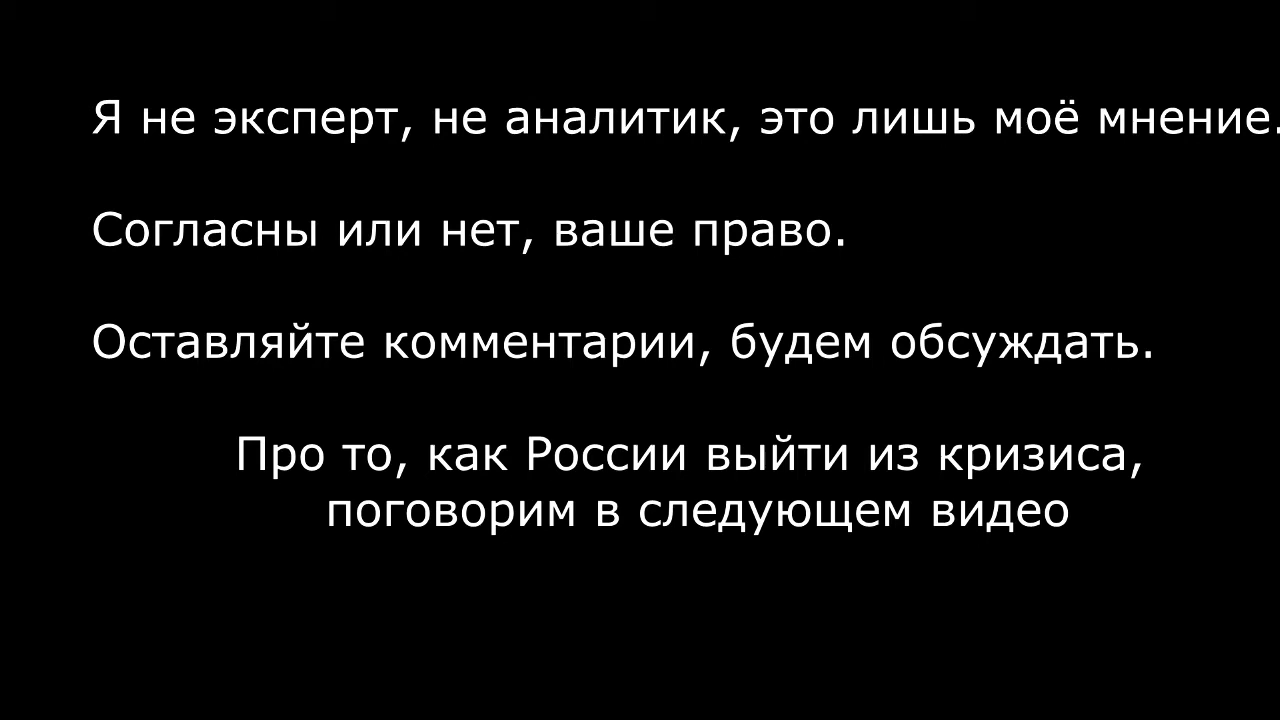 Я не эксперт, не аналитик, это лишь моё мнение.
Согласны или нет, ваше право.
Оставляйте комментарии, будем обсуждать.
Про то, как России выйти из кризиса,
поговорим в следующем видео